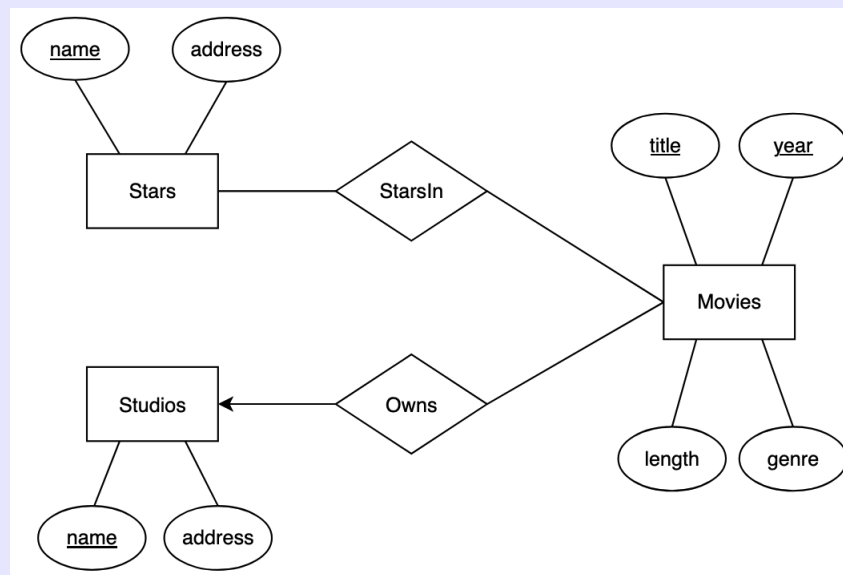 name
address
Stars
StarsIn
title
year
Movies
Studios
Owns
length
genre
name
address